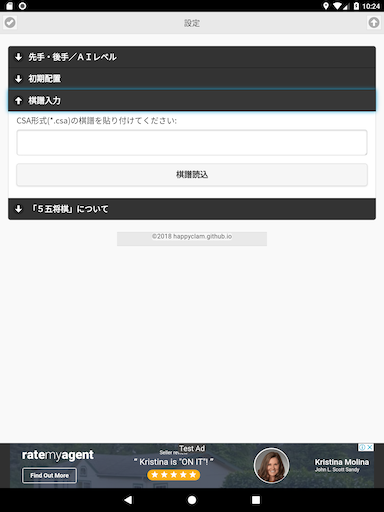 10:24
設定
先手・後手／ＡＩレベル
初期配置
棋譜入力
CSA形式(*.csa)の棋譜を貼り付けてください:
棋譜読込
「５五将棋」について
©2018 happyclam.github.io
Test Ad
ratemyagent
Find Out More
“ Kristina is "ON IT"! ”
Kristina Molina
John L. Scott Sandy